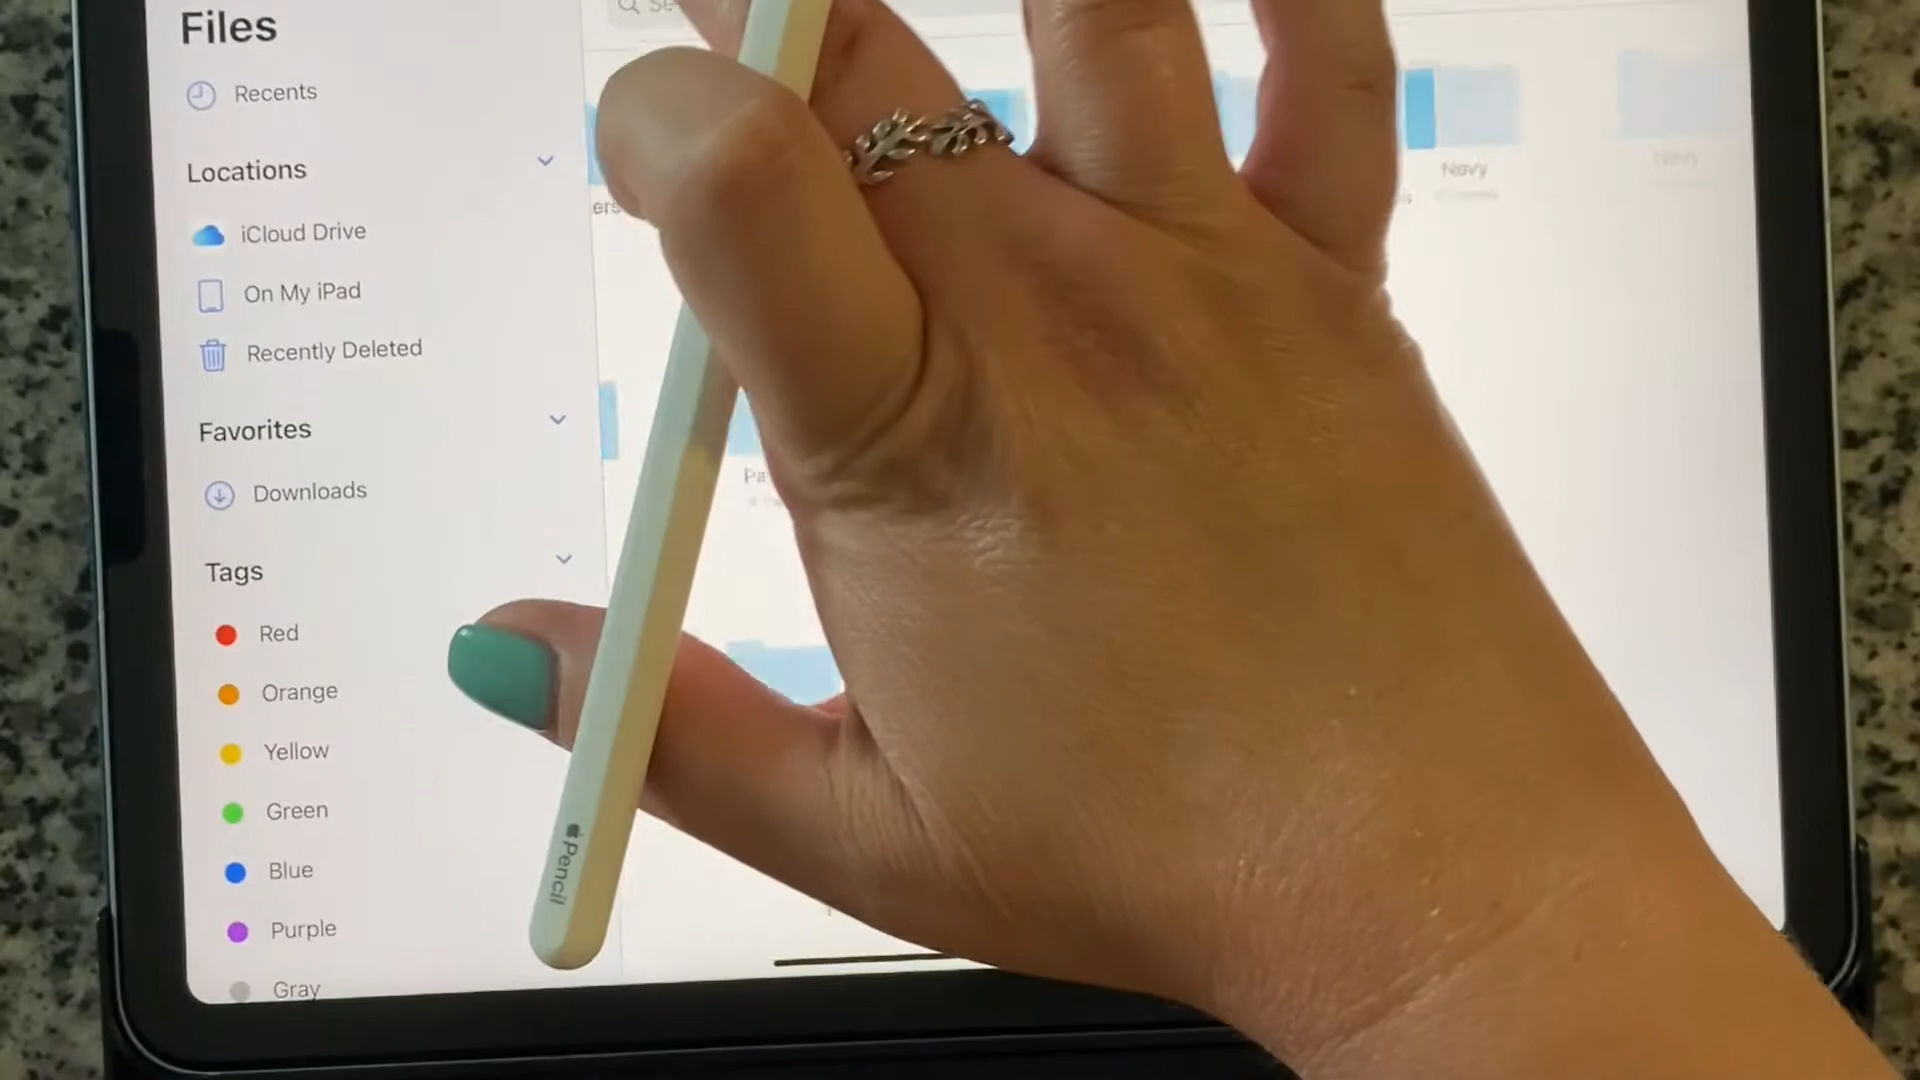 Files
Recents
Locations
iCloud Drive
On My iPad
Recently Deleted
Favorites
Downloads
Tags
Red
Orange
Yellow
Green
Blue
Purple
Gray
Navy
Navy
Pencil